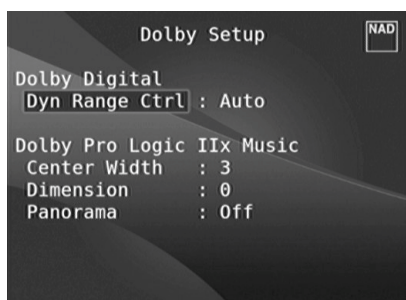 Dolby Setup
NAD
Dolby Digital
Dyn Range Ctrl : Auto
Dolby Pro Logic IIx Music
Center Width : 3
Dimension : 0
Panorama : Off